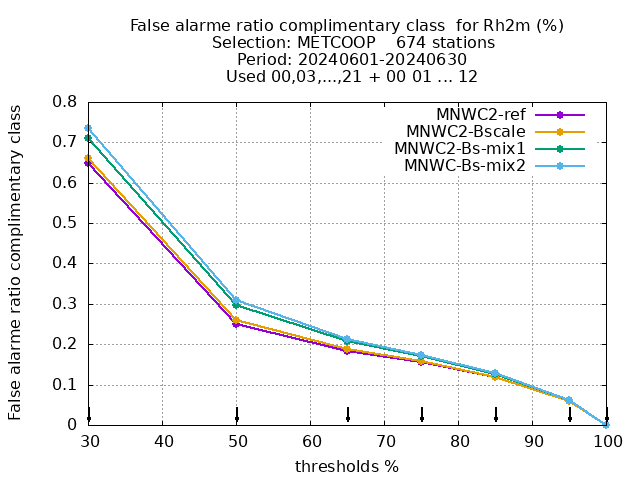 False alarme ratio complimentary class  for Rh2m (%)
Selection: METCOOP    674 stations
Period: 20240601-20240630
Used 00,03,...,21 + 00 01 ... 12
False alarme ratio complimentary class
0.8
0.7
0.6
0.5
0.4
0.3
0.2
0.1
0
MNWC2-ref
MNWC2-Bscale
MNWC2-Bs-mix1
MNWC-Bs-mix2
30 40 50 60 70 80 90 100
thresholds %